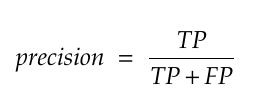 precision = TP / TP + FP